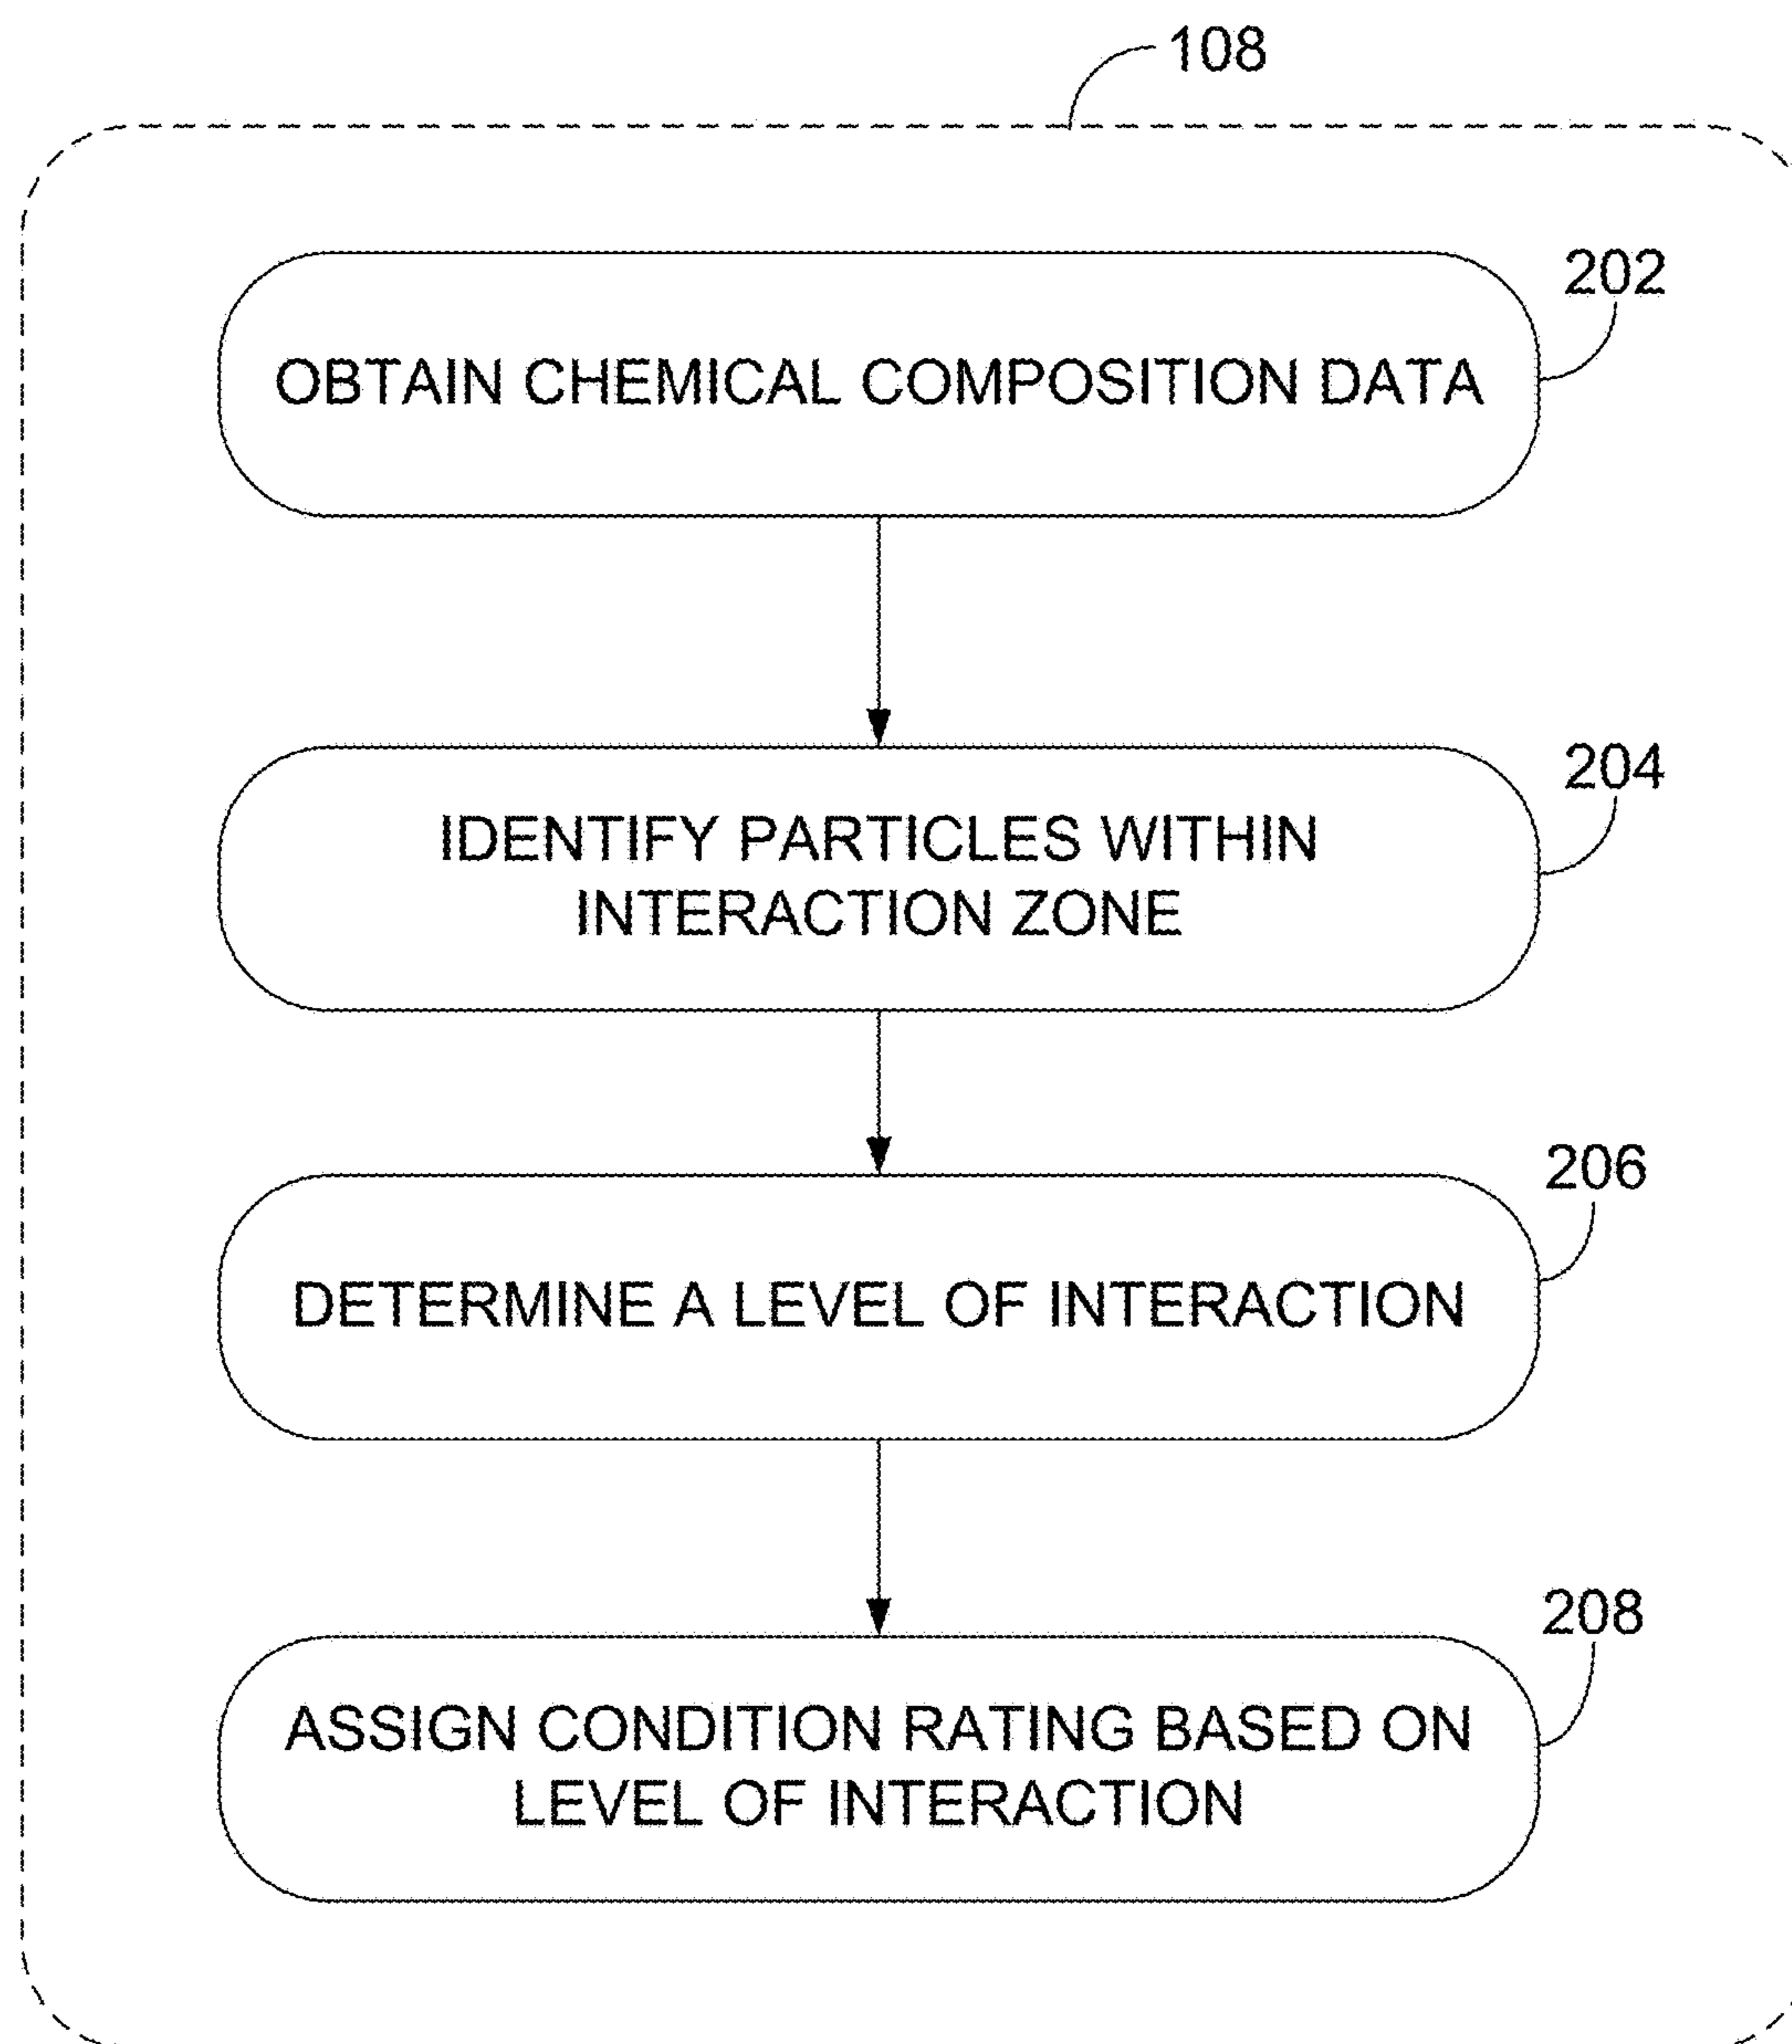 108
202
OBTAIN CHEMICAL COMPOSITION DATA
204
IDENTIFY PARTICLES WITHIN
INTERACTION ZONE
206
DETERMINE A LEVEL OF INTERACTION
208
ASSIGN CONDITION RATING BASED ON
LEVEL OF INTERACTION